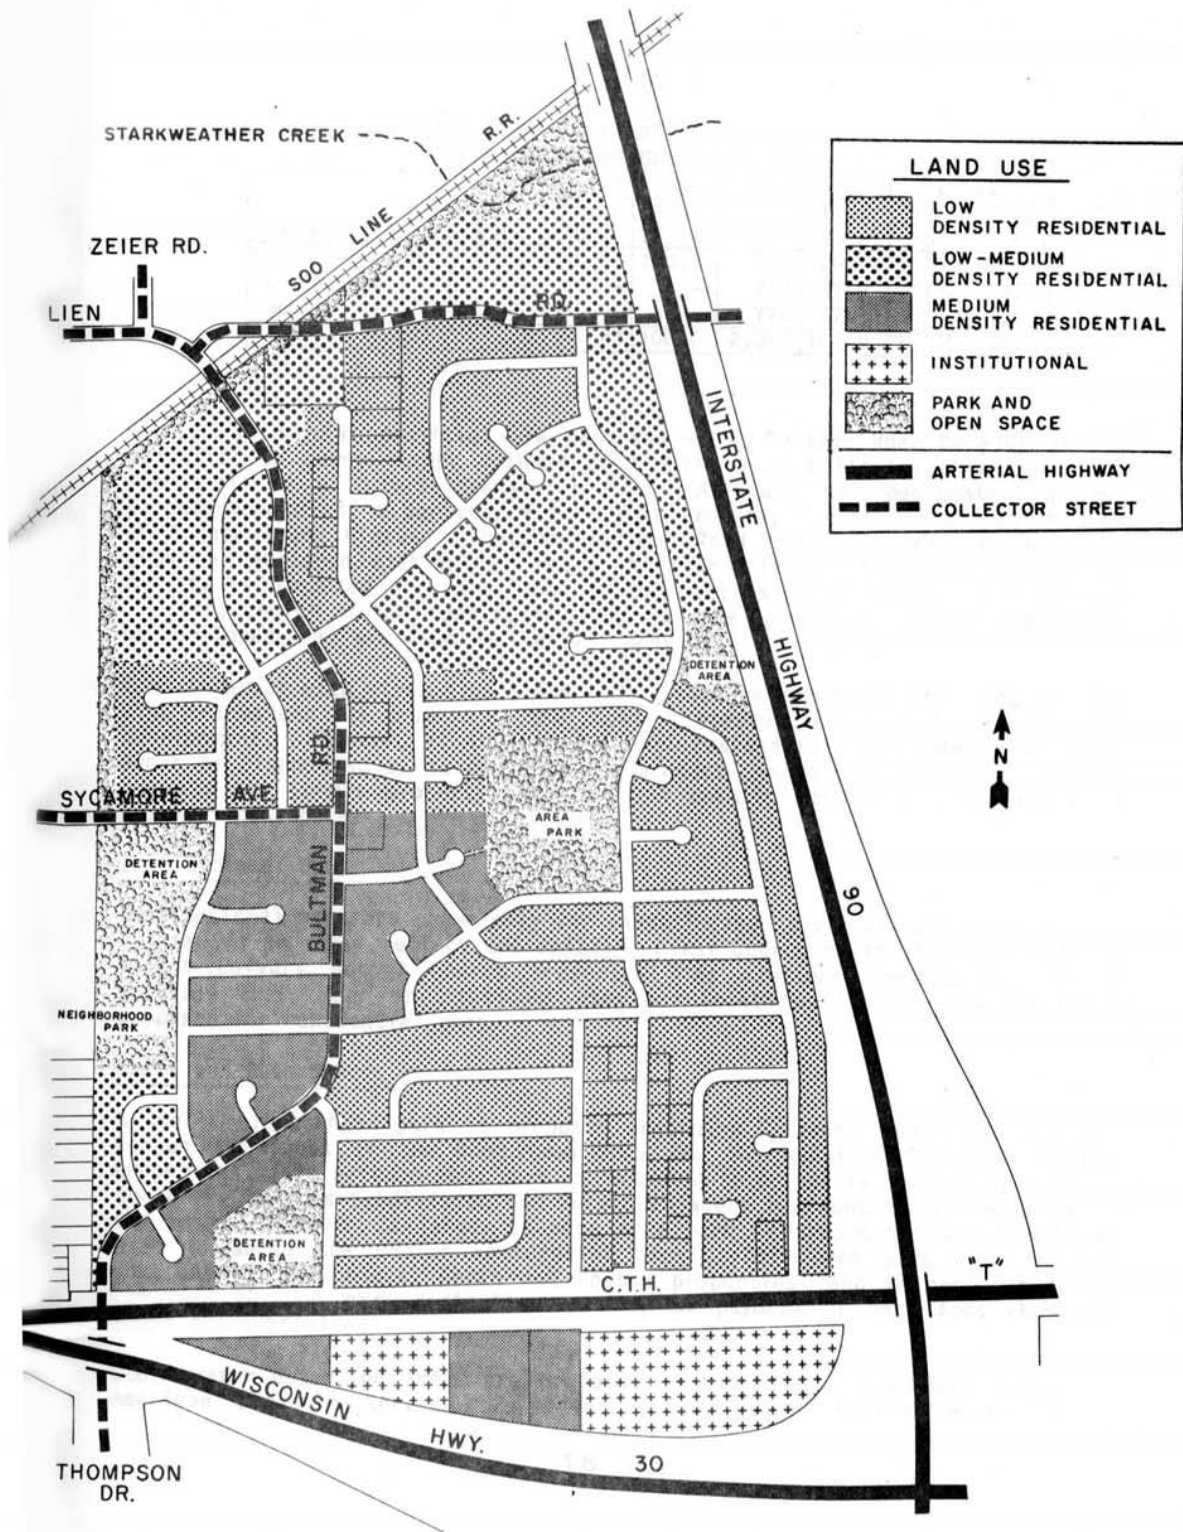 STARKWEATHER CREEK
SOO LINE R.R.
ZEIER RD.
LIEN RD.
LAND USE
LOW
DENSITY RESIDENTIAL
LOW-MEDIUM
DENSITY RESIDENTIAL
MEDIUM
DENSITY RESIDENTIAL
INSTITUTIONAL
PARK AND
OPEN SPACE
ARTERIAL HIGHWAY
COLLECTOR STREET
INTERSTATE HIGHWAY 90
DETENTION
AREA
N
SYCAMORE AVE
BULTMAN RD
AREA
PARK
DETENTION
AREA
NEIGHBORHOOD
PARK
DETENTION
AREA
C.T.H. "T"
WISCONSIN HWY. 30
THOMPSON
DR.